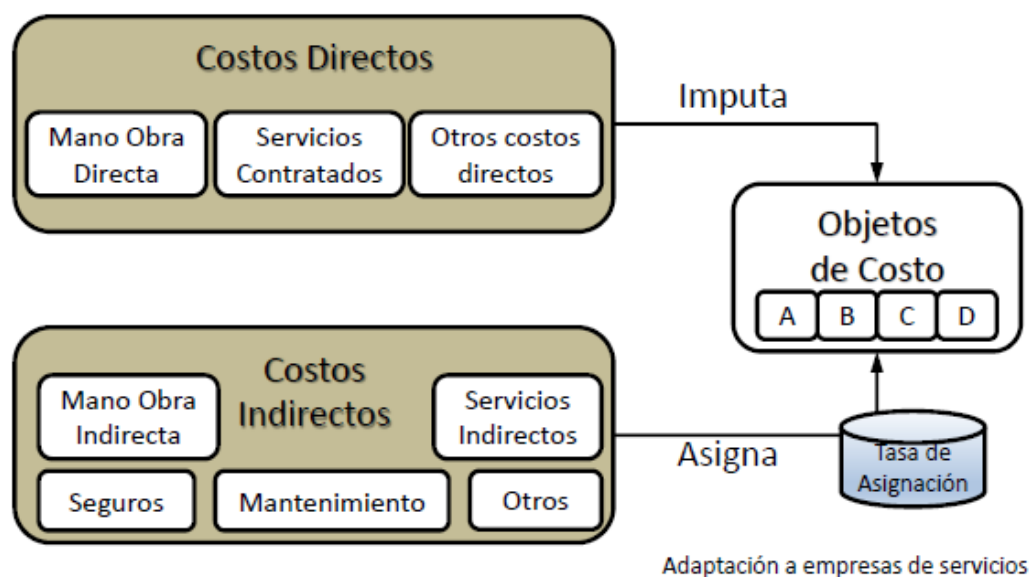 Costos Directos
Mano Obra
Directa
Servicios
Contratados
Otros costos
directos
Imputa
Objetos
de Costo
A B C D
Costos
Indirectos
Mano Obra
Indirecta
Servicios
Indirectos
Seguros
Mantenimiento
Otros
Asigna
Tasa de
Asignación
Adaptación a empresas de servicios